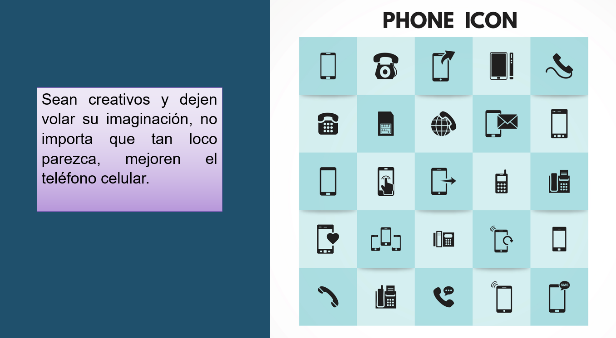 Sean creativos y dejen
volar su imaginación, no
importa que tan loco
parezca, mejoren el
teléfono celular.
PHONE ICON